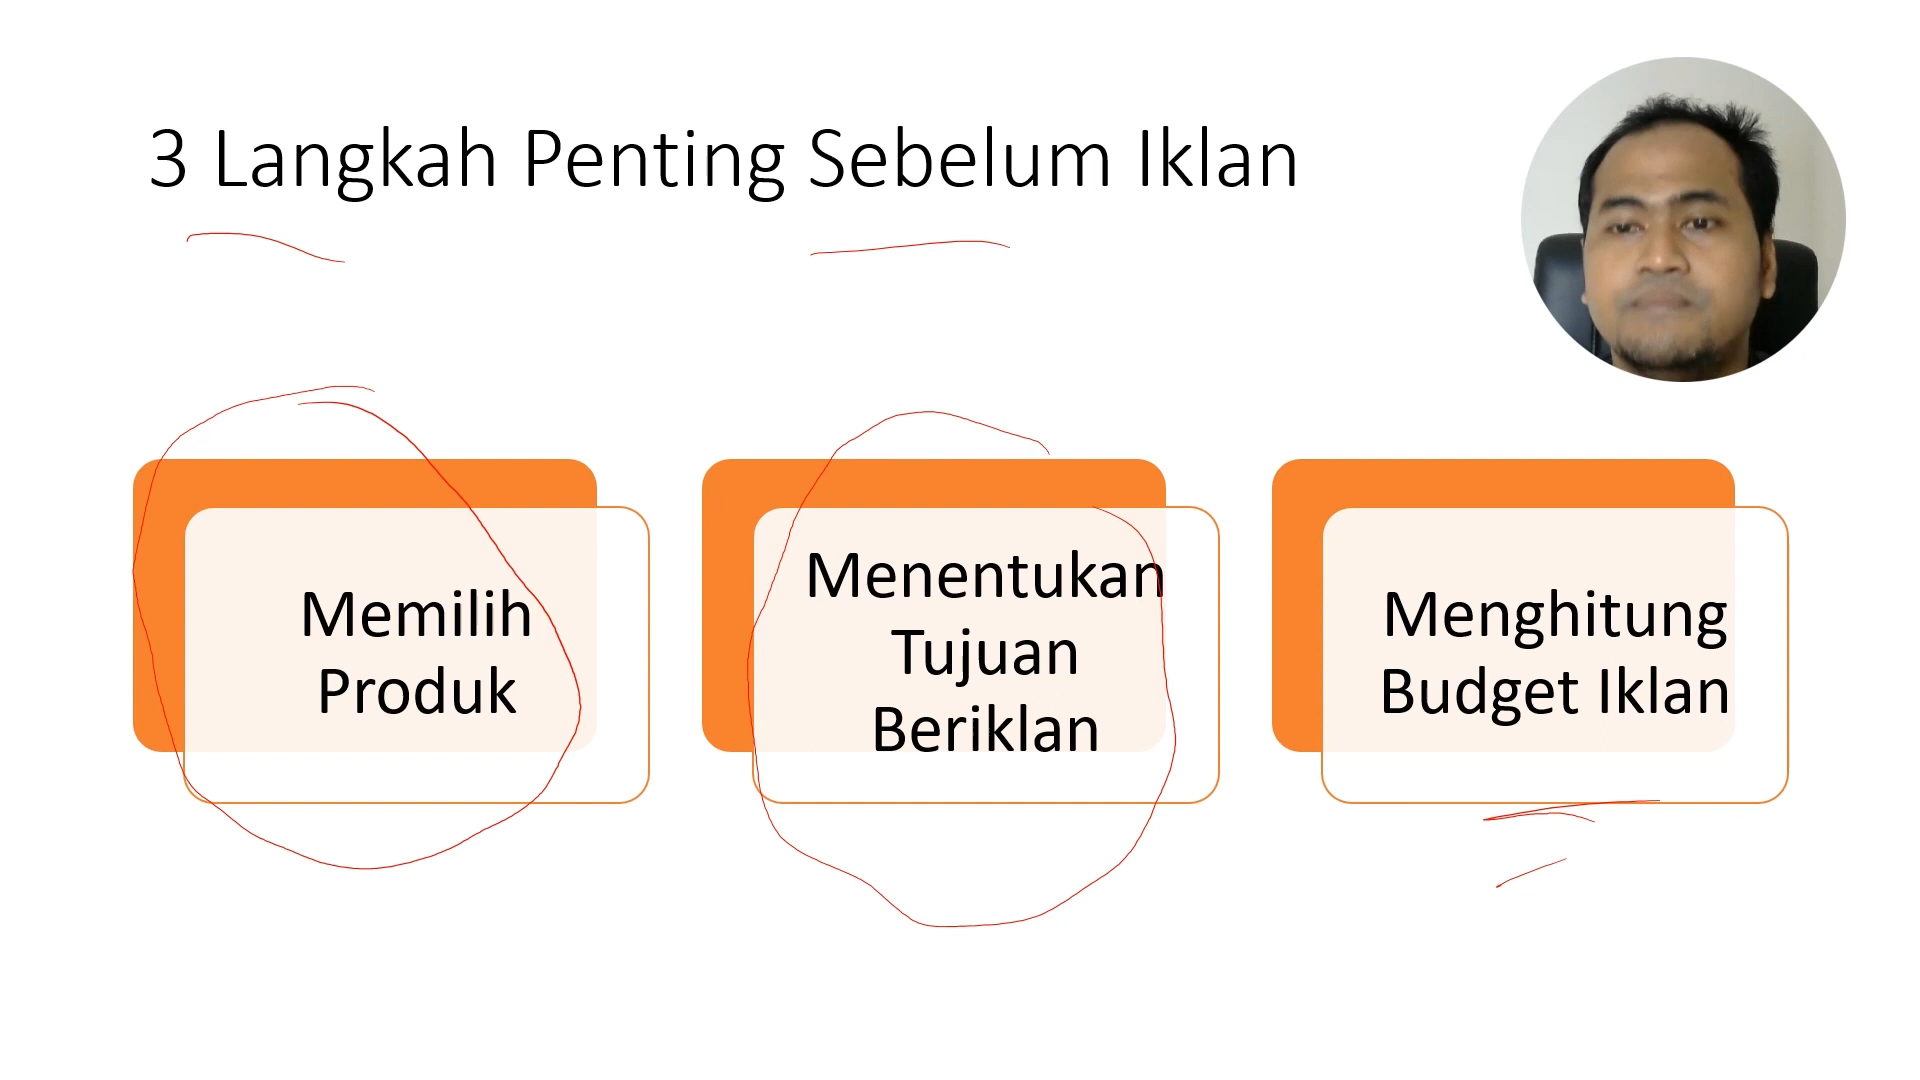 3 Langkah Penting Sebelum Iklan
Memilih
Produk
Menentukan
Tujuan
Beriklan
Menghitung
Budget Iklan